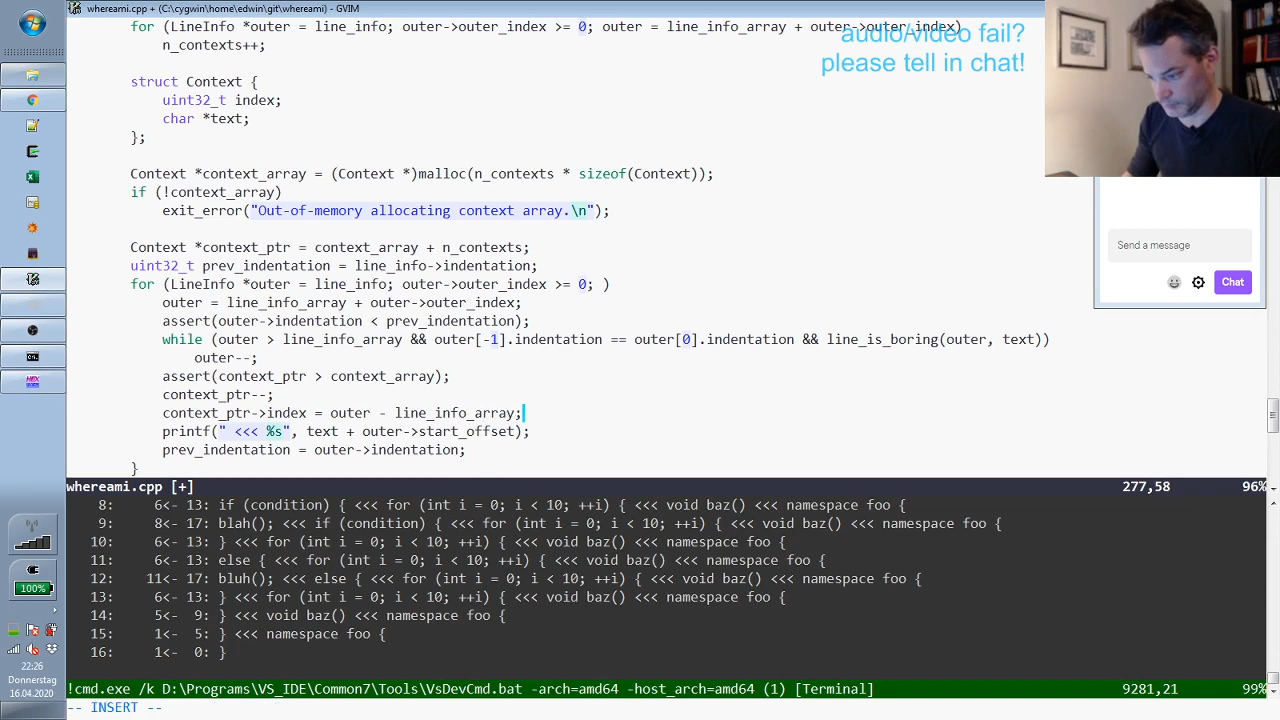 whereami.cpp + (C:\cygwin\home\edwin\git\whereami) - GVIM
for (LineInfo *outer = line_info; outer->outer_index >= 0; outer = line_info_array + outer->outer_index)
n_contexts++;
audio/video fail?
please tell in chat!
struct Context {
uint32_t index;
char *text;
};
Context *context_array = (Context *)malloc(n_contexts * sizeof(Context));
if (!context_array)
exit_error("Out-of-memory allocating context array.\n");
Context *context_ptr = context_array + n_contexts;
uint32_t prev_indentation = line_info->indentation;
for (LineInfo *outer = line_info; outer->outer_index >= 0; )
outer = line_info_array + outer->outer_index;
assert(outer->indentation < prev_indentation);
while (outer > line_info_array && outer[-1].indentation == outer[0].indentation && line_is_boring(outer, text))
outer--;
assert(context_ptr > context_array);
context_ptr--;
context_ptr->index = outer - line_info_array;
printf(" <<< %s", text + outer->start_offset);
prev_indentation = outer->indentation;
}
Send a message
Chat
whereami.cpp [+] 277,58 96%
8: 6<- 13: if (condition) { <<< for (int i = 0; i < 10; ++i) { <<< void baz() <<< namespace foo {
9: 8<- 17: blah(); <<< if (condition) { <<< for (int i = 0; i < 10; ++i) { <<< void baz() <<< namespace foo {
10: 6<- 13: } <<< for (int i = 0; i < 10; ++i) { <<< void baz() <<< namespace foo {
11: 6<- 13: else { <<< for (int i = 0; i < 10; ++i) { <<< void baz() <<< namespace foo {
12: 11<- 17: bluh(); <<< else { <<< for (int i = 0; i < 10; ++i) { <<< void baz() <<< namespace foo {
13: 6<- 13: } <<< for (int i = 0; i < 10; ++i) { <<< void baz() <<< namespace foo {
14: 5<- 9: } <<< void baz() <<< namespace foo {
15: 1<- 5: } <<< namespace foo {
16: 1<- 0: }
!cmd.exe /k D:\Programs\VS_IDE\Common7\Tools\VsDevCmd.bat -arch=amd64 -host_arch=amd64 (1) [Terminal] 9281,21 99%
-- INSERT --
100%
22:26
Donnerstag
16.04.2020
HEX